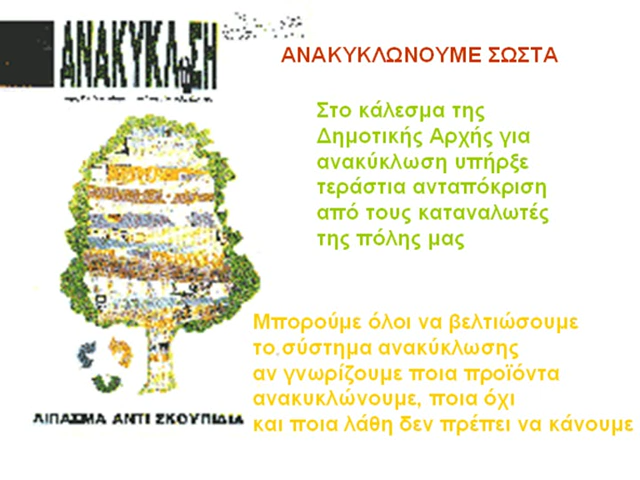 ΑΝΑΚΥΚΛωΣΗ
ΑΝΑΚΥΚΛΩΝΟΥΜΕ ΣΩΣΤΑ
Στο κάλεσμα της
Δημοτικής Αρχής για
ανακύκλωση υπήρξε
τεράστια ανταπόκριση
από τους καταναλωτές
της πόλης μας
Μπορούμε όλοι να βελτιώσουμε
το σύστημα ανακύκλωσης
αν γνωρίζουμε ποια προϊόντα
ανακυκλώνουμε, ποια όχι
και ποια λάθη δεν πρέπει να κάνουμε
ΛΙΠΑΣΜΑ ΑΝΤΙ ΣΚΟΥΠΙΔΙΑ